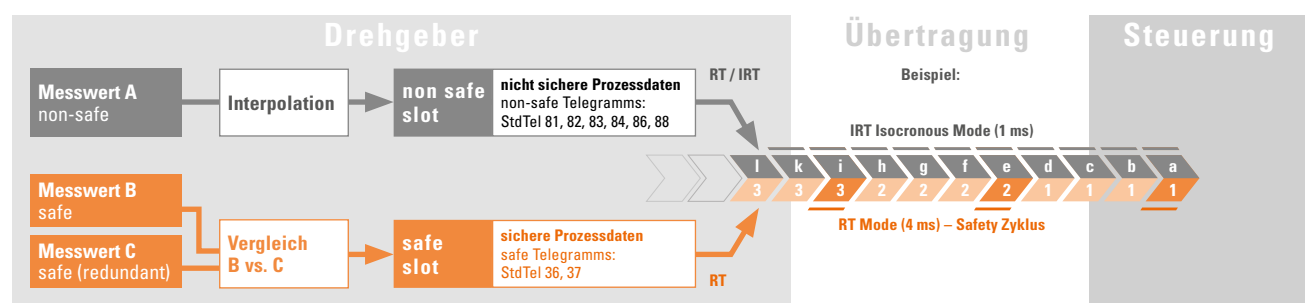 Drehgeber
Übertragung
Steuerung
Messwert A
non-safe
Interpolation
non safe
slot
nicht sichere Prozessdaten
non-safe Telegramms:
StdTel 81, 82, 83, 84, 86, 88
RT / IRT
Beispiel:
IRT Isocronous Mode (1 ms)
l k i h g f e d c b a
3 3 3 2 2 2 2 1 1 1 1
RT Mode (4 ms) – Safety Zyklus
Messwert B
safe
Messwert C
safe (redundant)
Vergleich
B vs. C
safe
slot
sichere Prozessdaten
safe Telegramms:
StdTel 36, 37
RT